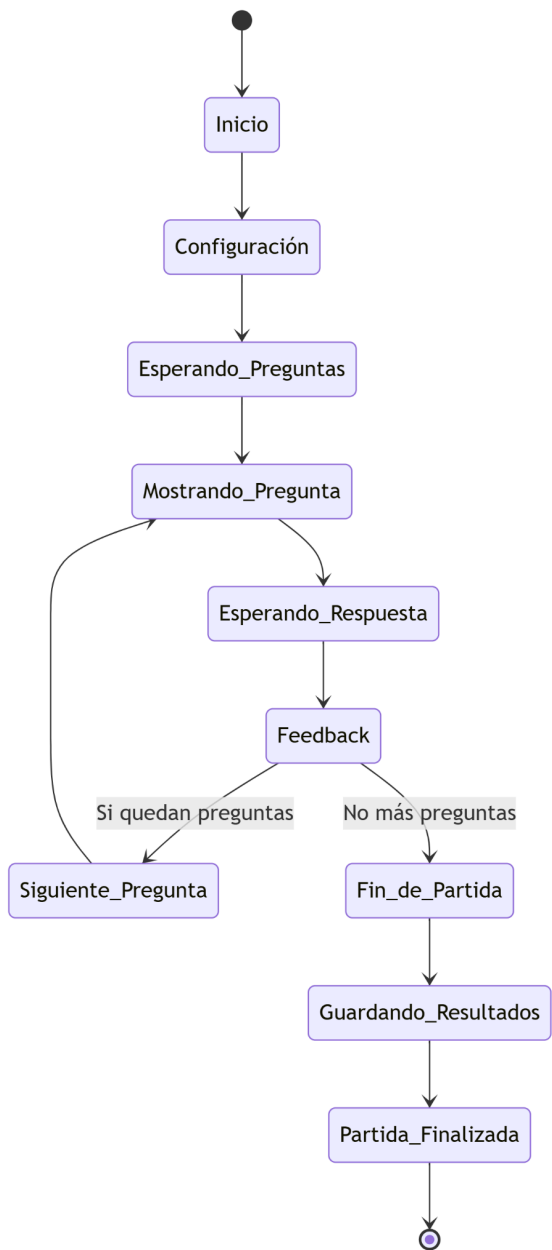 Inicio
Configuración
Esperando_Preguntas
Mostrando_Pregunta
Esperando_Respuesta
Feedback
Si quedan preguntas
No más preguntas
Siguiente_Pregunta
Fin_de_Partida
Guardando_Resultados
Partida_Finalizada